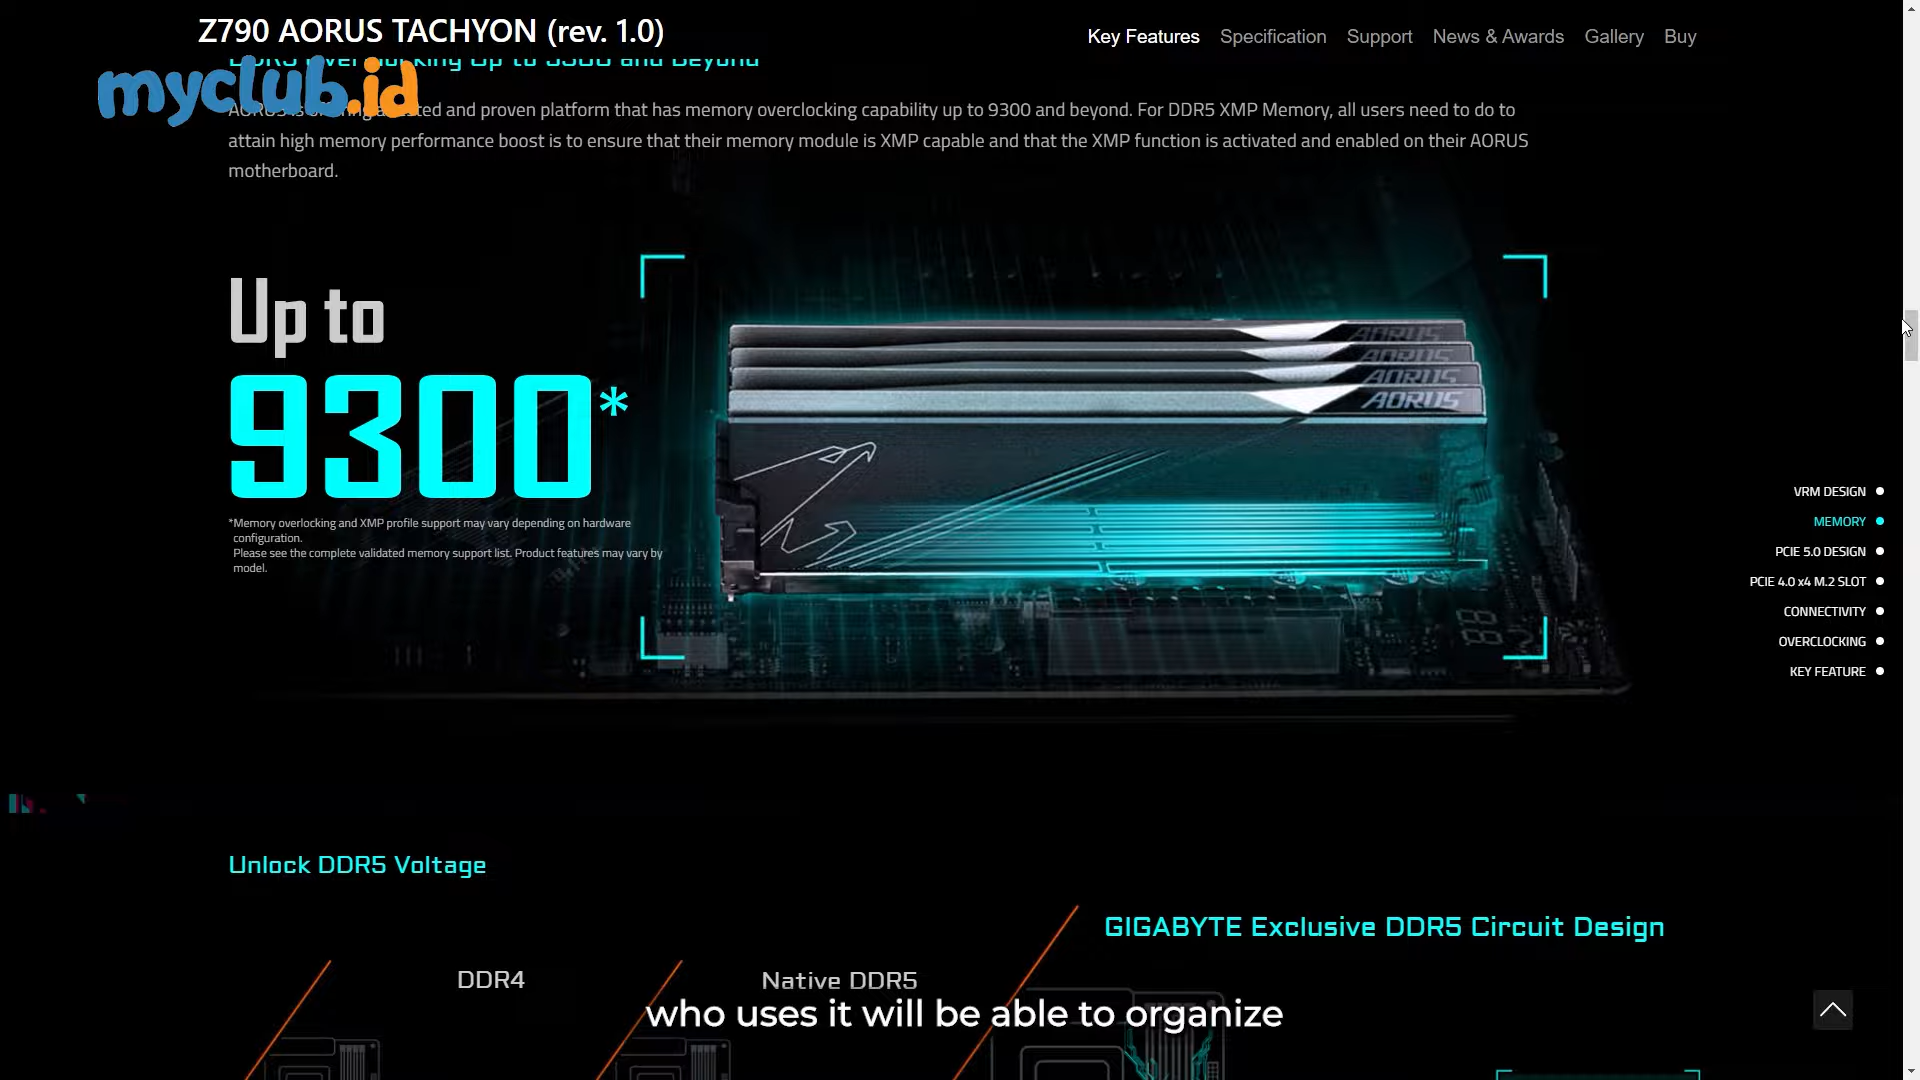 Z790 AORUS TACHYON (rev. 1.0)
Key Features Specification Support News & Awards Gallery Buy
myclub.id
and proven platform that has memory overclocking capability up to 9300 and beyond. For DDR5 XMP Memory, all users need to do to
attain high memory performance boost is to ensure that their memory module is XMP capable and that the XMP function is activated and enabled on their AORUS
motherboard.
Up to
9300*
*Memory overlocking and XMP profile support may vary depending on hardware
configuration.
Please see the complete validated memory support list. Product features may vary by
model.
AORUS
AORUS
AORUS
AORUS
VRM DESIGN
MEMORY
PCIE 5.0 DESIGN
PCIE 4.0 x4 M.2 SLOT
CONNECTIVITY
OVERCLOCKING
KEY FEATURE
Unlock DDR5 Voltage
GIGABYTE Exclusive DDR5 Circuit Design
DDR4
Native DDR5
who uses it will be able to organize